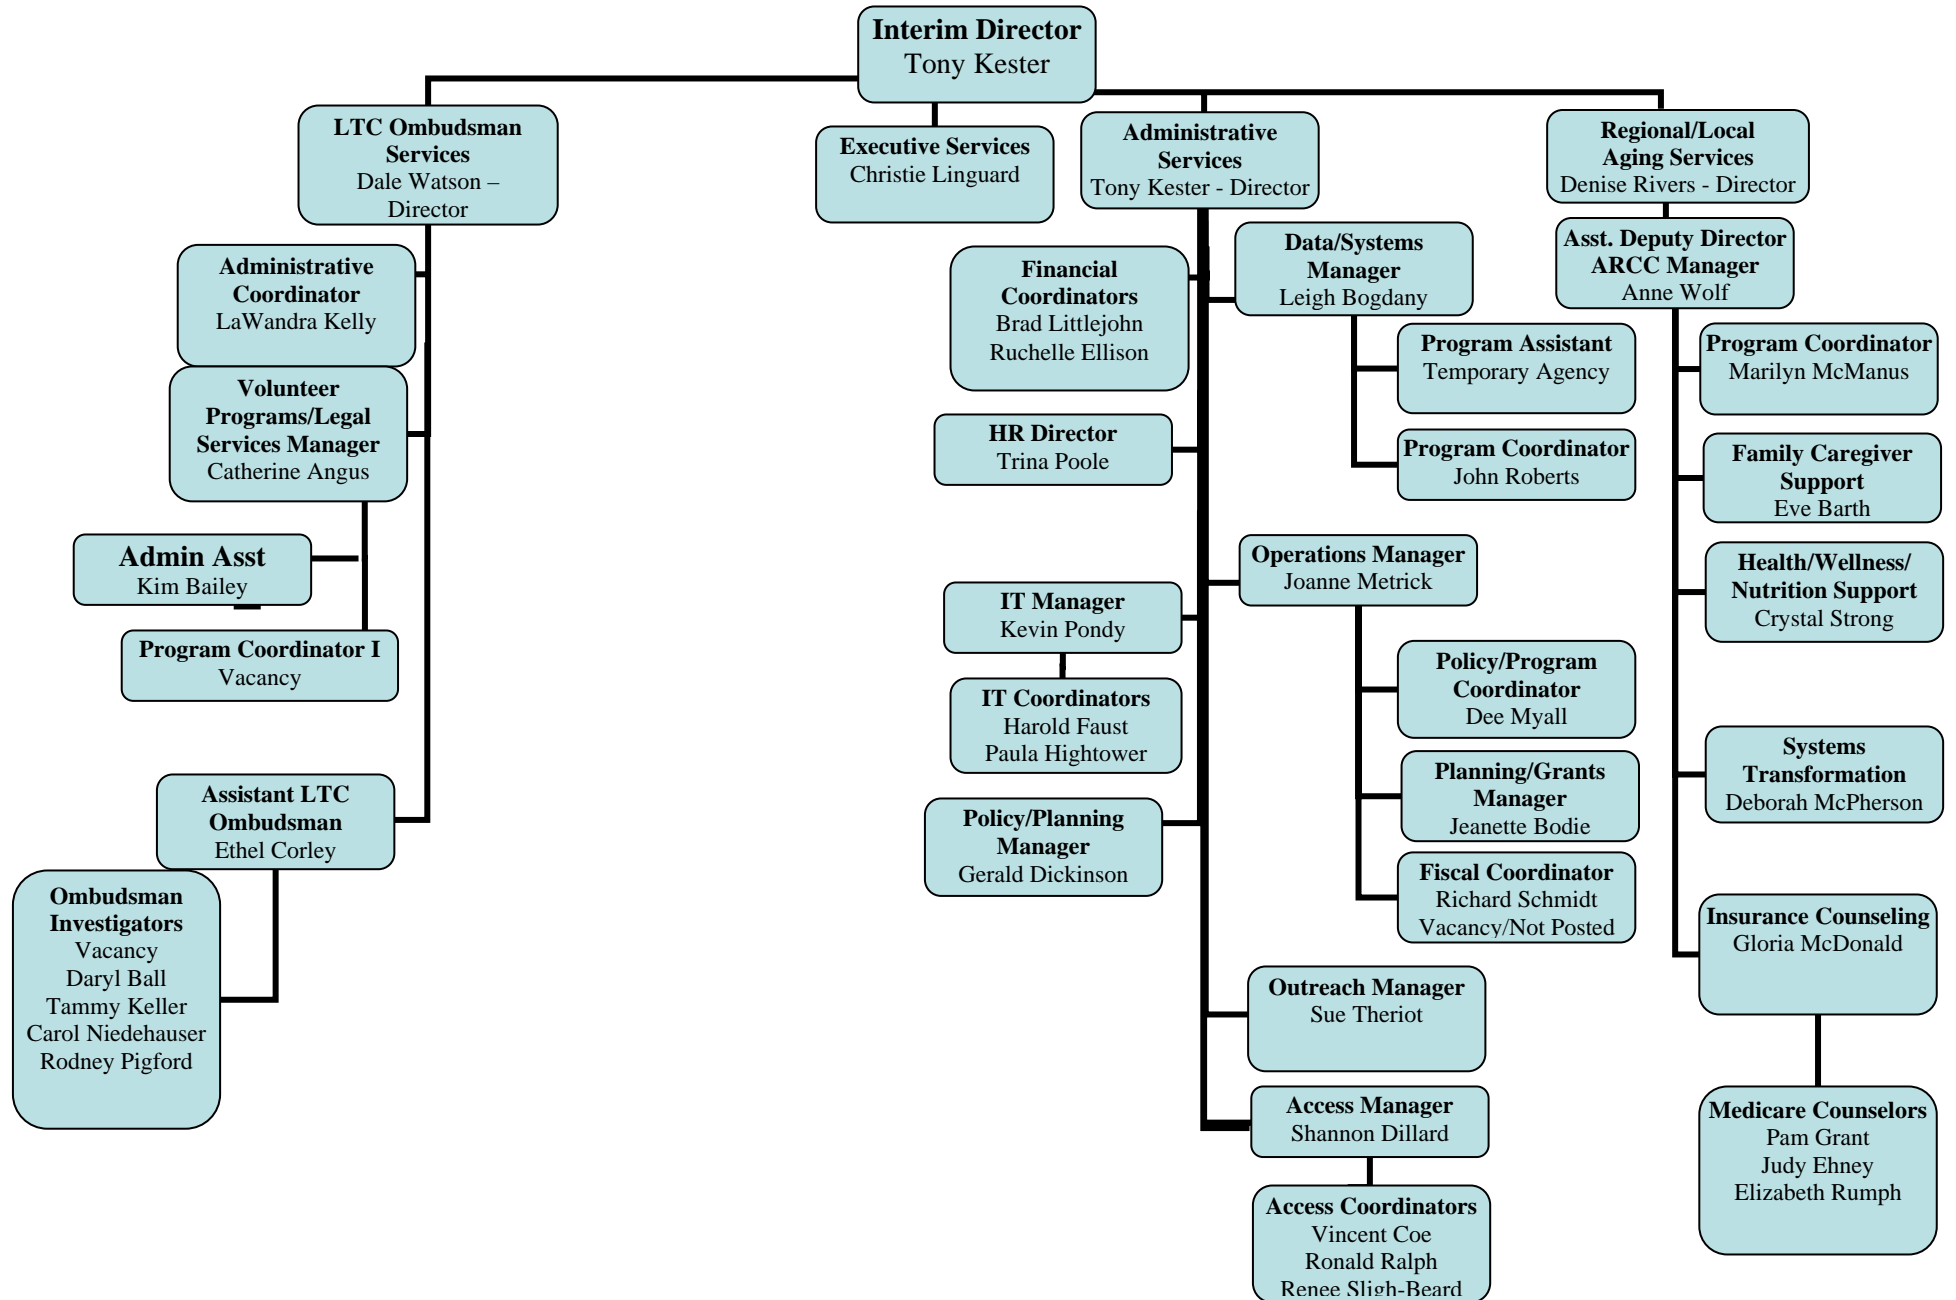 Interim Director
Tony Kester
LTC Ombudsman
Services
Dale Watson –
Director
Executive Services
Christie Linguard
Administrative
Services
Tony Kester - Director
Regional/Local
Aging Services
Denise Rivers - Director
Administrative
Coordinator
LaWandra Kelly
Volunteer
Programs/Legal
Services Manager
Catherine Angus
Admin Asst
Kim Bailey
Program Coordinator I
Vacancy
Assistant LTC
Ombudsman
Ethel Corley
Ombudsman
Investigators
Vacancy
Daryl Ball
Tammy Keller
Carol Niedehauser
Rodney Pigford
Financial
Coordinators
Brad Littlejohn
Ruchelle Ellison
HR Director
Trina Poole
IT Manager
Kevin Pondy
IT Coordinators
Harold Faust
Paula Hightower
Policy/Planning
Manager
Gerald Dickinson
Data/Systems
Manager
Leigh Bogdany
Program Assistant
Temporary Agency
Program Coordinator
John Roberts
Operations Manager
Joanne Metrick
Policy/Program
Coordinator
Dee Myall
Planning/Grants
Manager
Jeanette Bodie
Fiscal Coordinator
Richard Schmidt
Vacancy/Not Posted
Outreach Manager
Sue Theriot
Access Manager
Shannon Dillard
Access Coordinators
Vincent Coe
Ronald Ralph
Renee Sligh-Beard
Asst. Deputy Director
ARCC Manager
Anne Wolf
Program Coordinator
Marilyn McManus
Family Caregiver
Support
Eve Barth
Health/Wellness/
Nutrition Support
Crystal Strong
Systems
Transformation
Deborah McPherson
Insurance Counseling
Gloria McDonald
Medicare Counselors
Pam Grant
Judy Ehney
Elizabeth Rumph